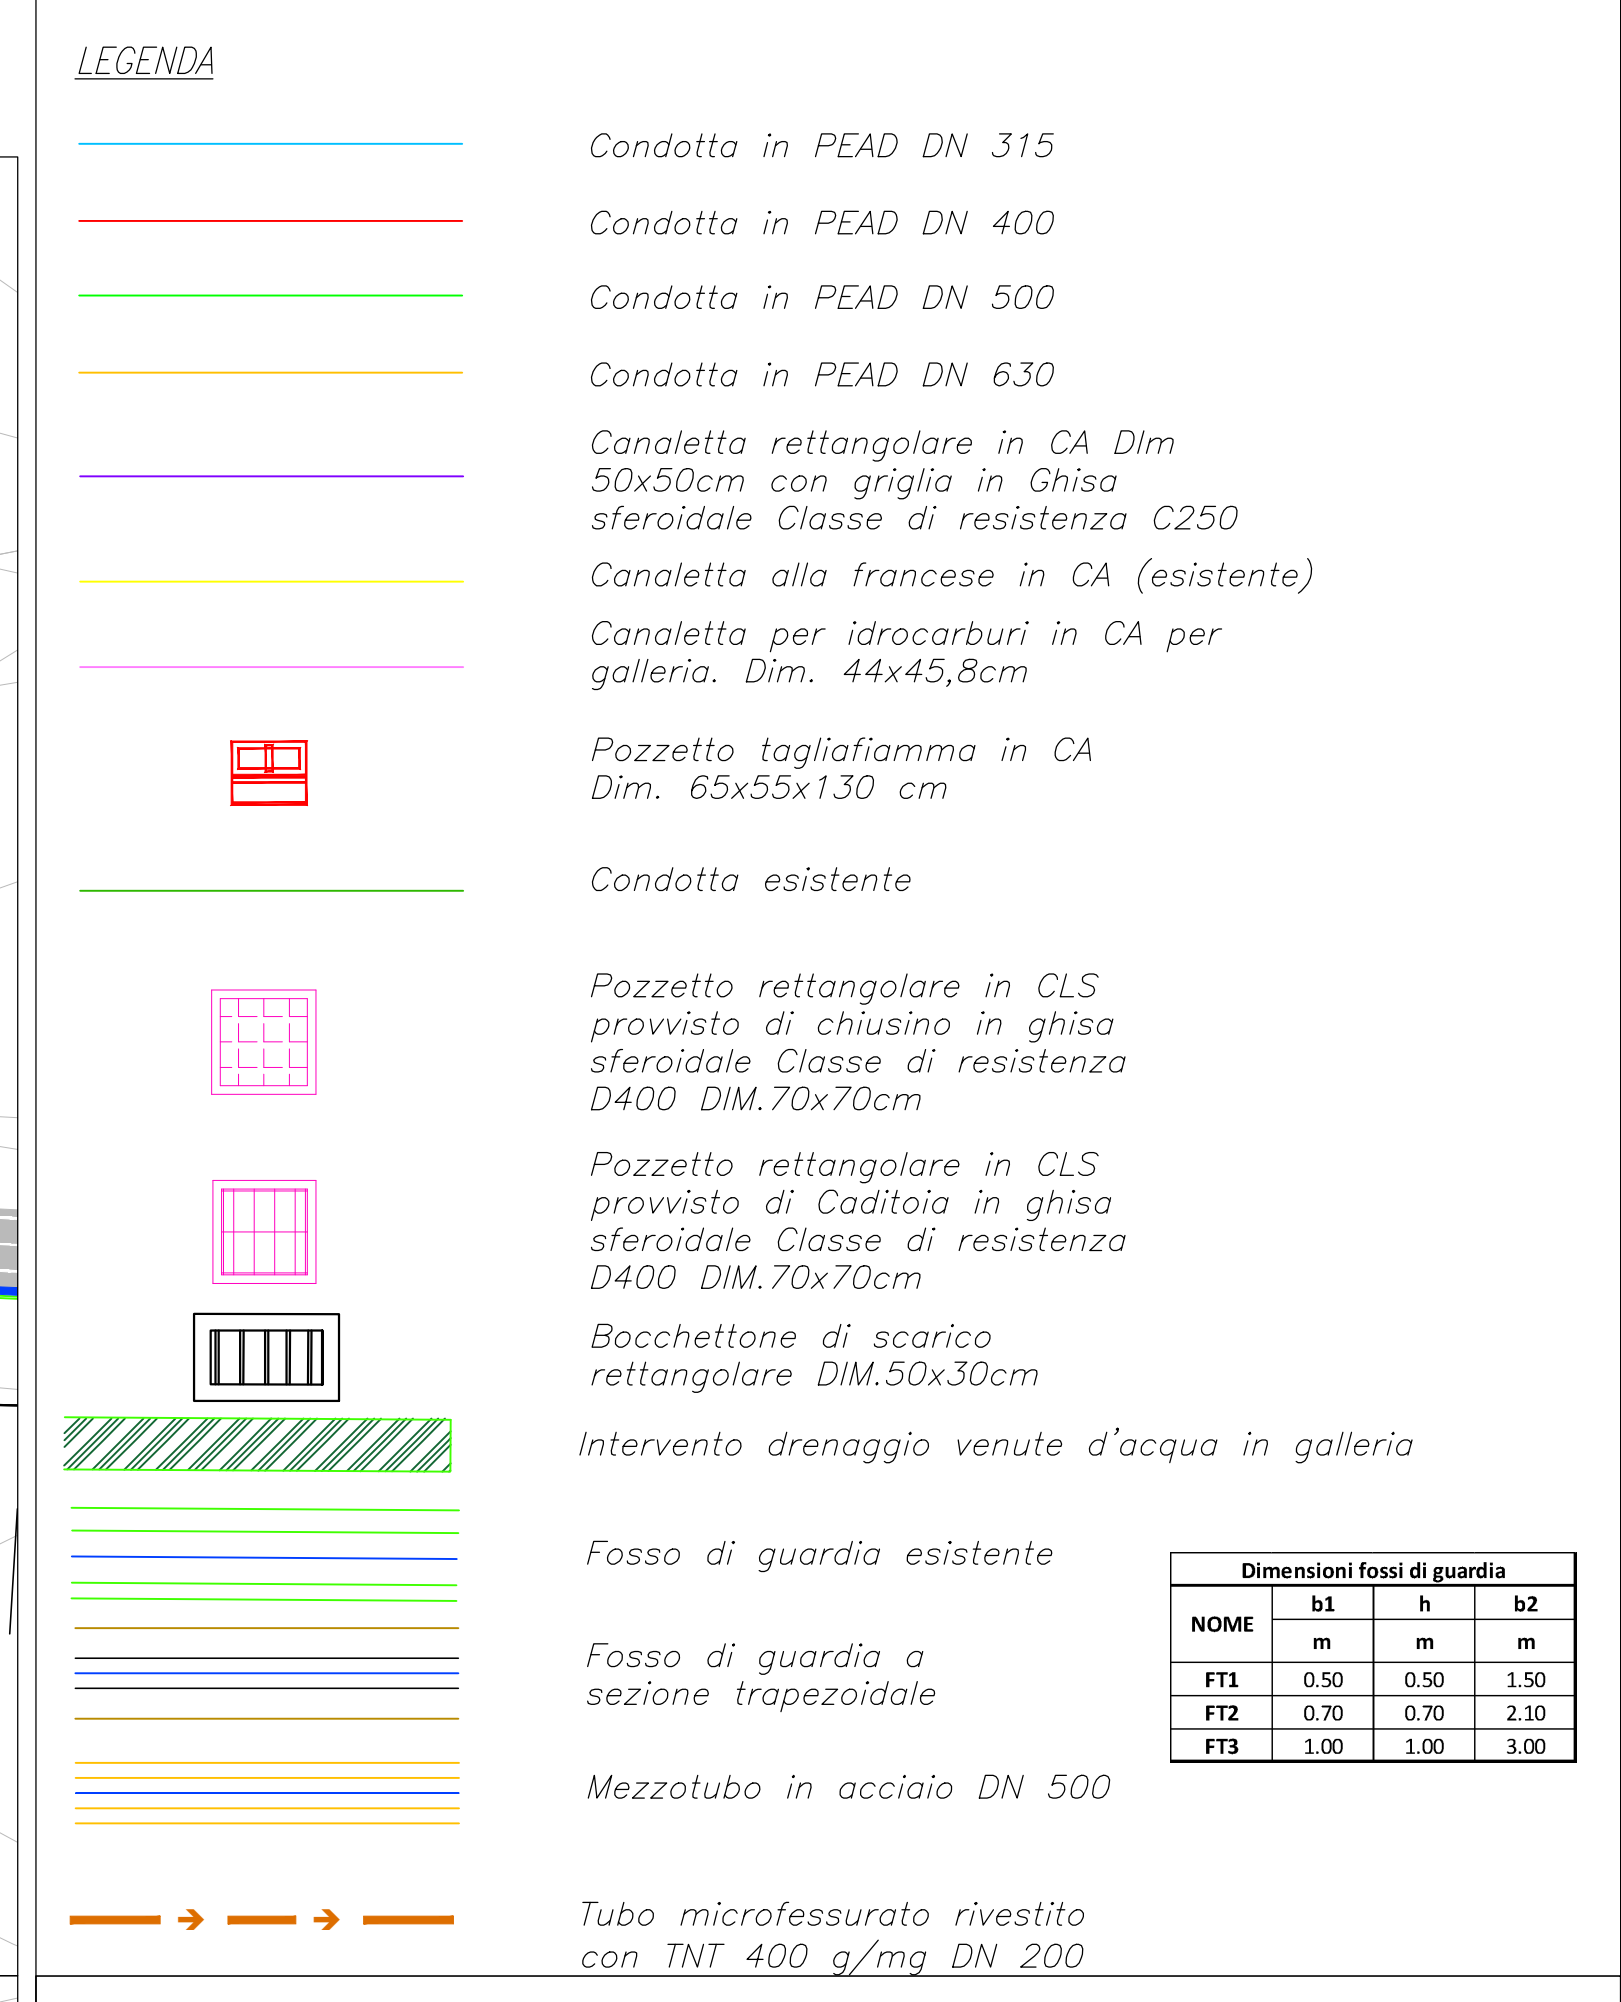 LEGENDA
Condotta in PEAD DN 315
Condotta in PEAD DN 400
Condotta in PEAD DN 500
Condotta in PEAD DN 630
Canaletta rettangolare in CA DIm
50x50cm con griglia in Ghisa
sferoidale Classe di resistenza C250
Canaletta alla francese in CA (esistente)
Canaletta per idrocarburi in CA per
galleria. Dim. 44x45,8cm
Pozzetto tagliafiamma in CA
Dim. 65x55x130 cm
Condotta esistente
Pozzetto rettangolare in CLS
provvisto di chiusino in ghisa
sferoidale Classe di resistenza
D400 DIM.70x70cm
Pozzetto rettangolare in CLS
provvisto di Caditoia in ghisa
sferoidale Classe di resistenza
D400 DIM.70x70cm
Bocchettone di scarico
rettangolare DIM.50x30cm
Intervento drenaggio venute d'acqua in galleria
Fosso di guardia esistente
Fosso di guardia a
sezione trapezoidale
Mezzotubo in acciaio DN 500
Tubo microfessurato rivestito
con TNT 400 g/mq DN 200
Dimensioni fossi di guardia
NOME b1 h b2
m m m
FT1 0.50 0.50 1.50
FT2 0.70 0.70 2.10
FT3 1.00 1.00 3.00